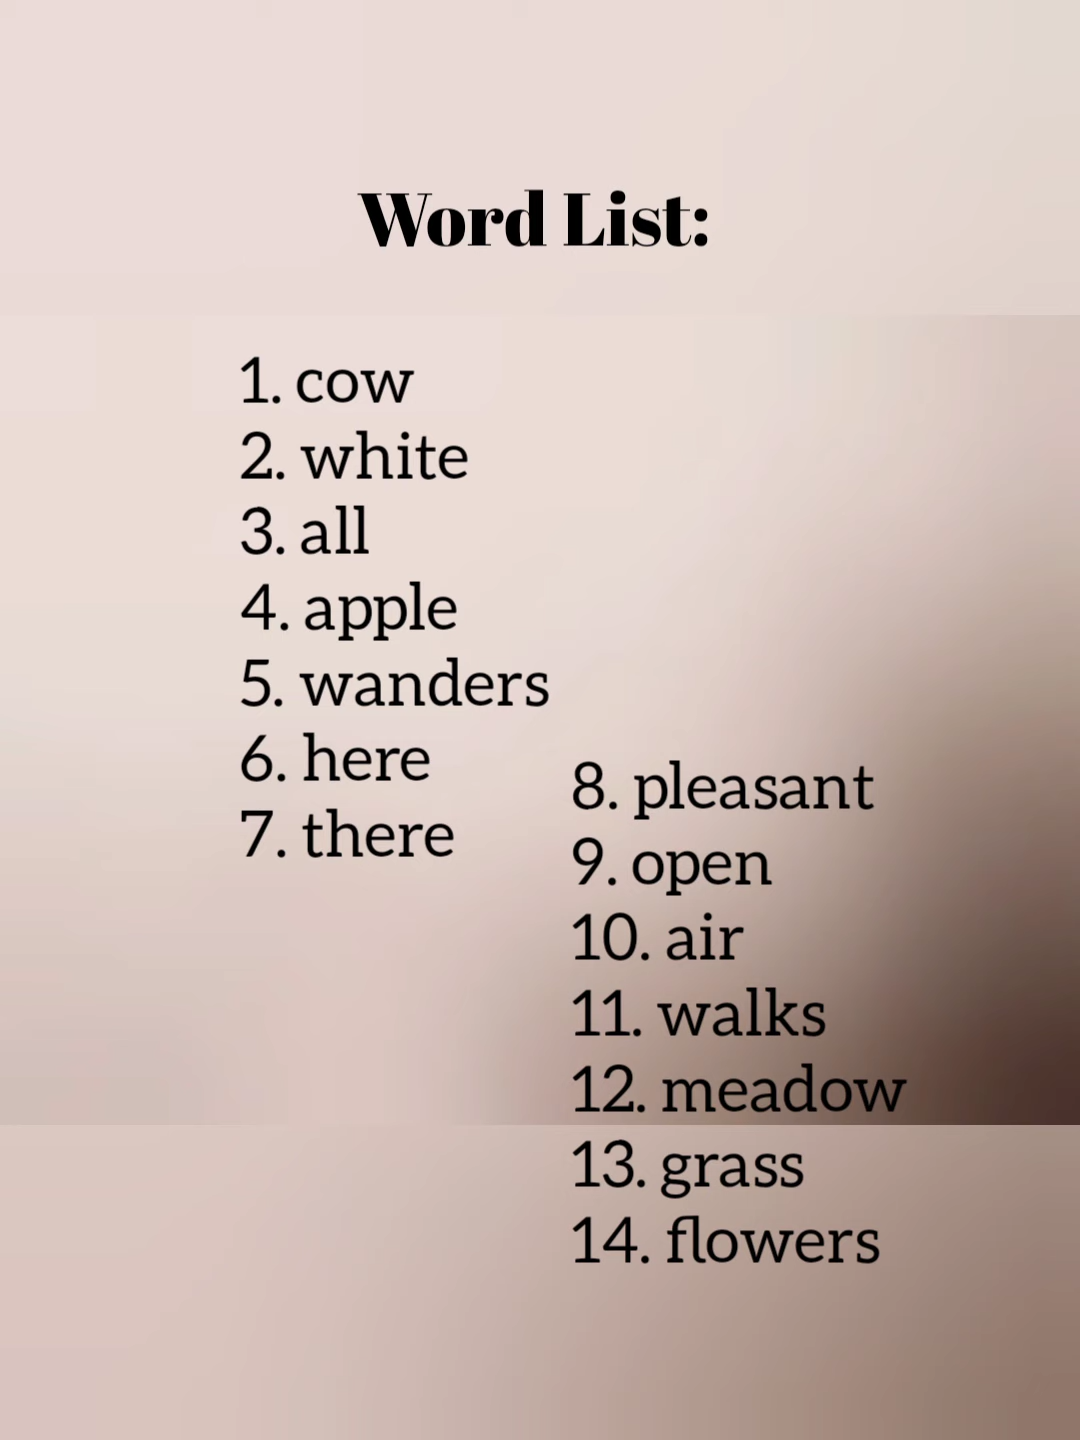 Word List:
1. cow
2. white
3. all
4. apple
5. wanders
6. here
7. there
8. pleasant
9. open
10. air
11. walks
12. meadow
13. grass
14. flowers